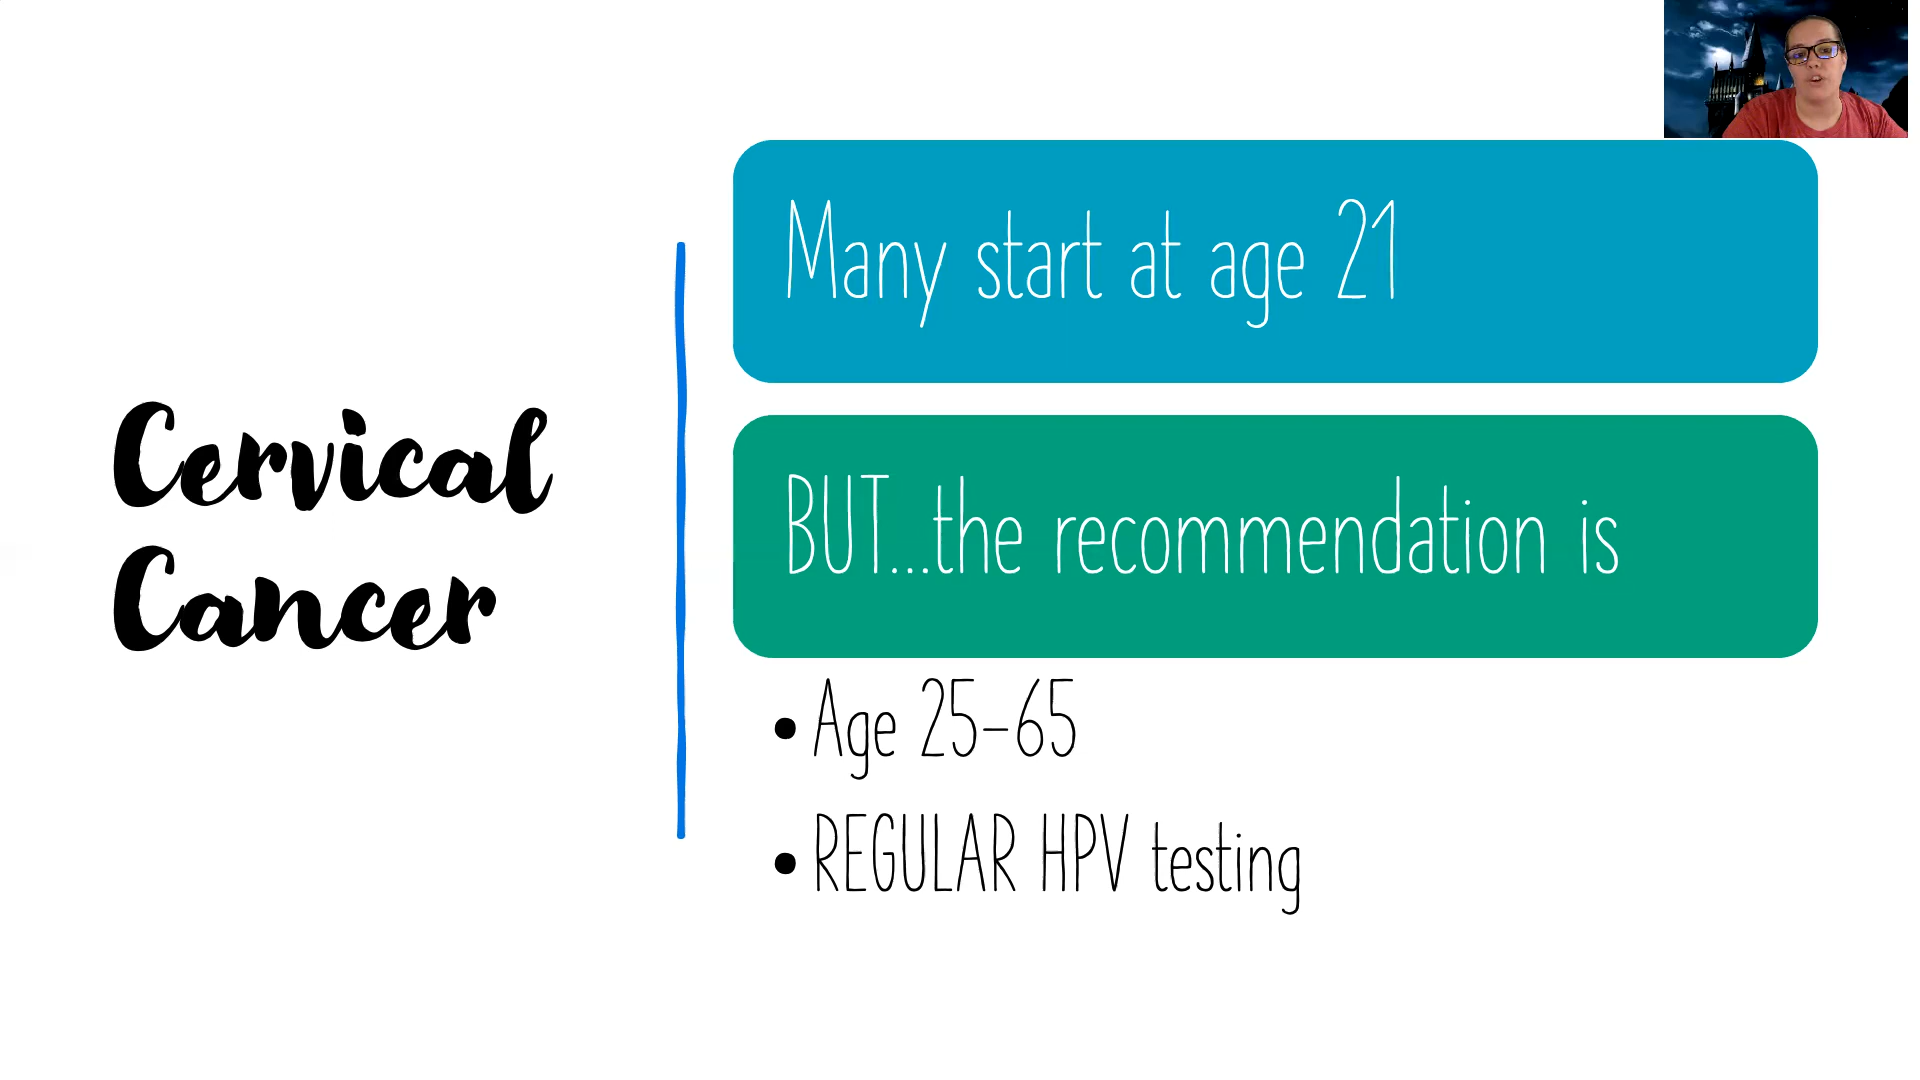 Cervical
Cancer
Many start at age 21
BUT...the recommendation is
• Age 25-65
• REGULAR HPV testing